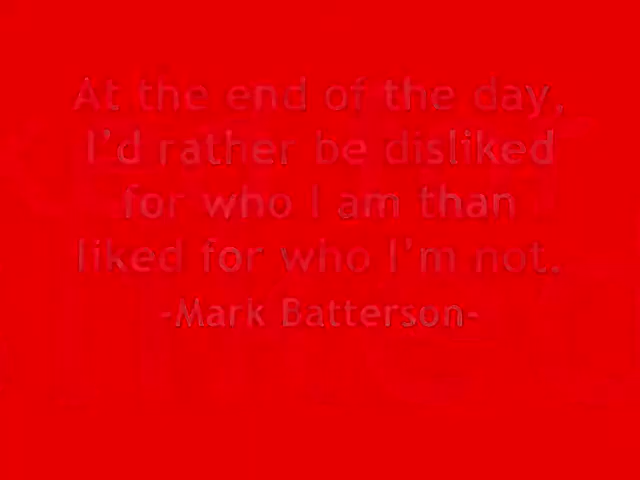 At the end of the day,
I'd rather be disliked
for who I am than
liked for who I'm not.
-Mark Batterson-